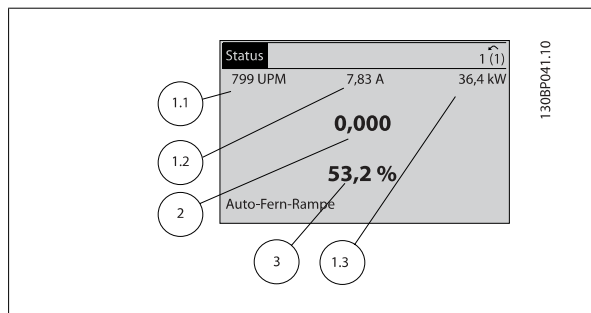 Status
1 (1)
799 UPM 7,83 A 36,4 kW
0,000
53,2 %
Auto-Fern-Rampe
1.1
1.2
2
3
1.3
130BP041.10